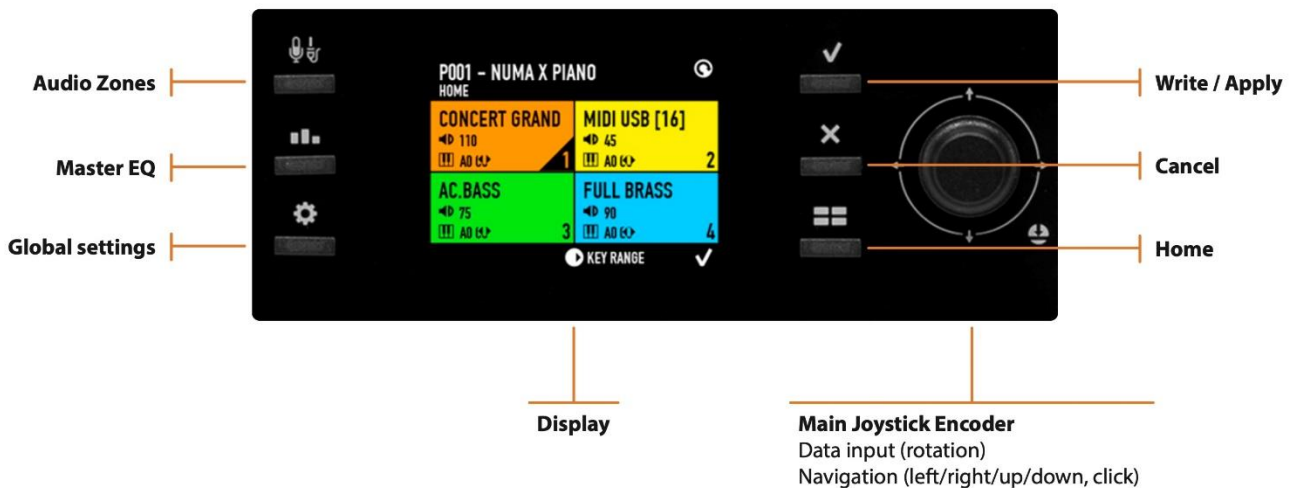 Audio Zones
Master EQ
Global settings
P001 - NUMA X PIANO
HOME
CONCERT GRAND
110
A0
1
MIDI USB [16]
45
A0
2
AC.BASS
75
A0
3
FULL BRASS
90
A0
4
KEY RANGE
Write / Apply
Cancel
Home
Display
Main Joystick Encoder
Data input (rotation)
Navigation (left/right/up/down, click)